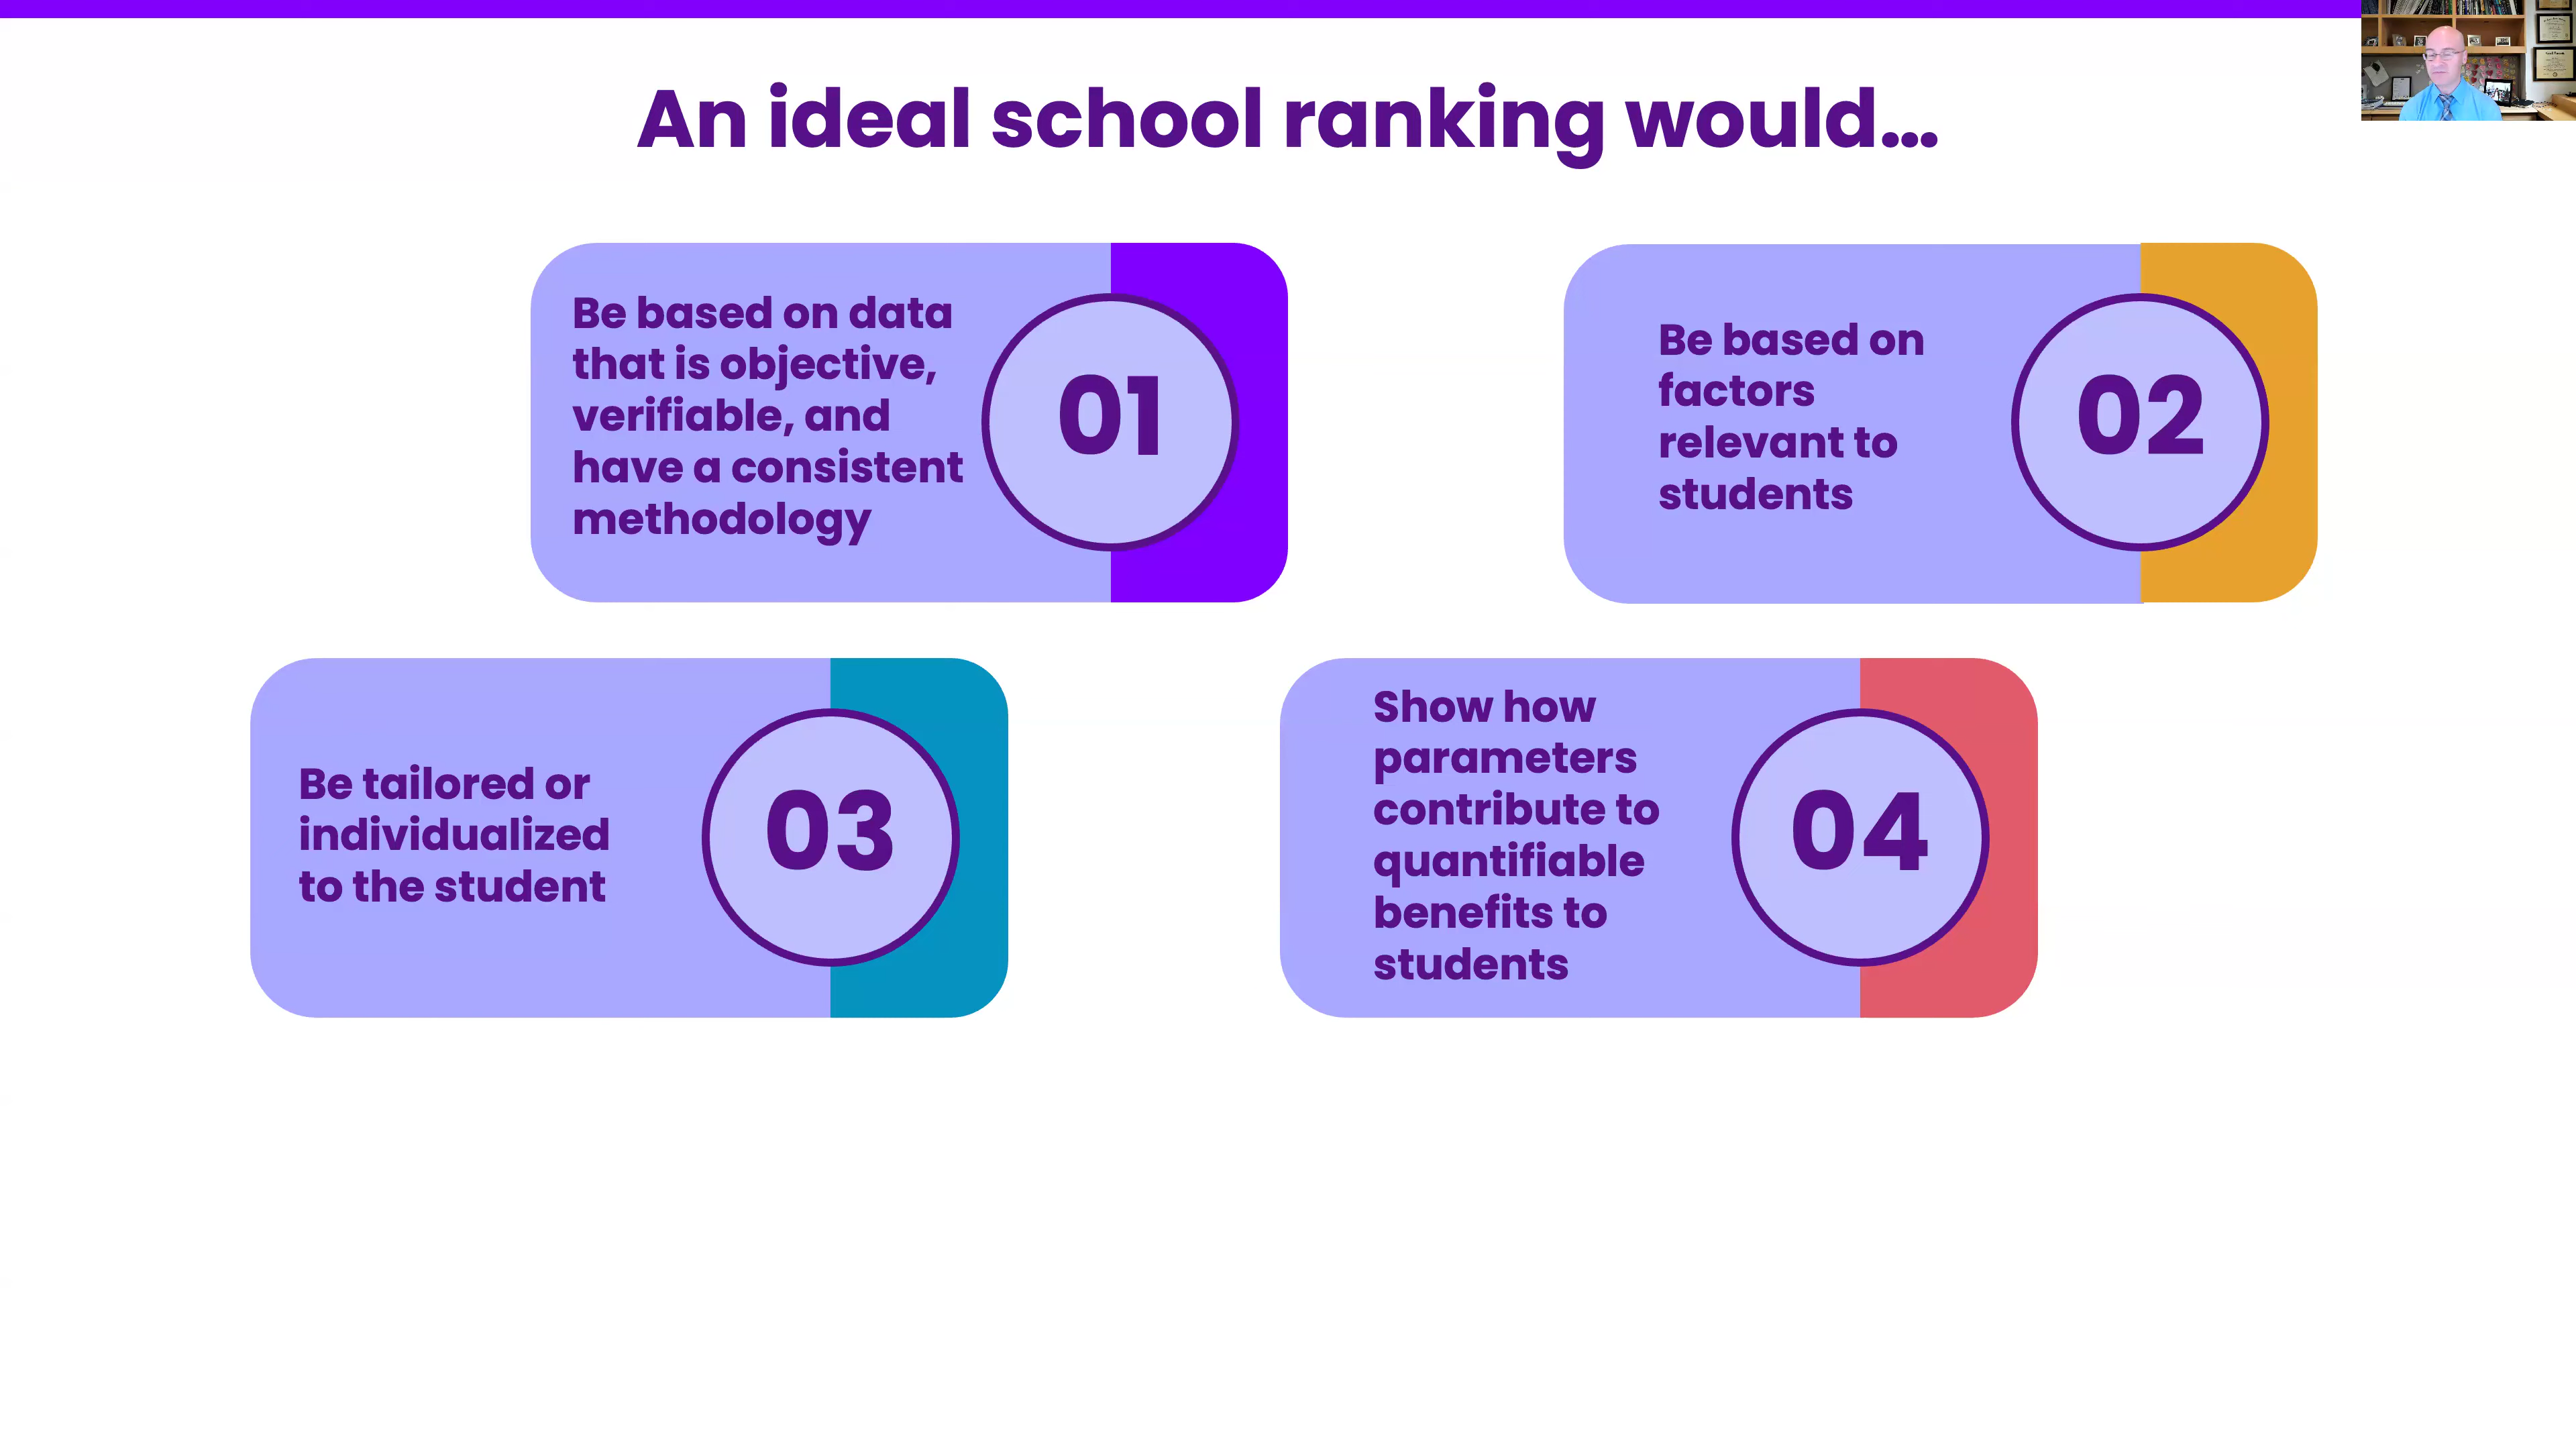 An ideal school ranking would...
Be based on data
that is objective,
verifiable, and
have a consistent
methodology
01
Be based on
factors
relevant to
students
02
Be tailored or
individualized
to the student
03
Show how
parameters
contribute to
quantifiable
benefits to
students
04